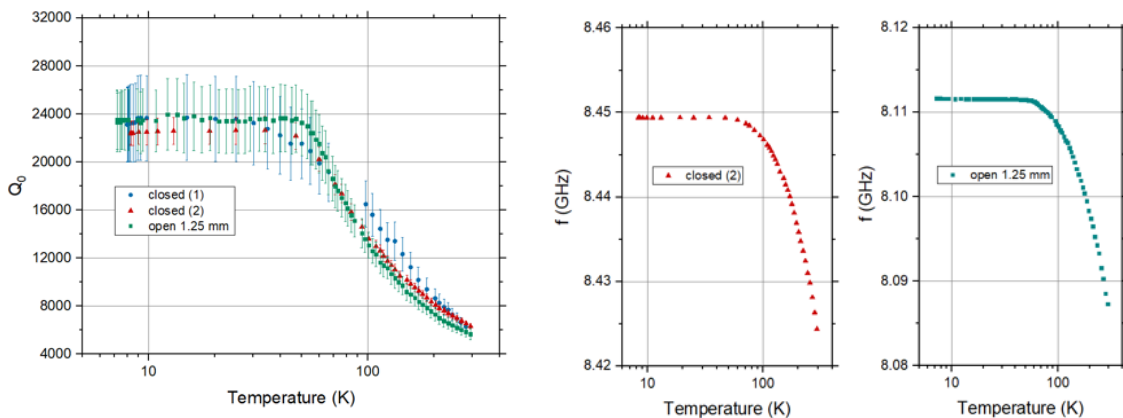 32000
28000
24000
20000
16000
12000
8000
4000
Q0
closed (1)
closed (2)
open 1.25 mm
10
100
Temperature (K)
8.46
8.45
8.44
8.43
8.42
f (GHz)
closed (2)
10
100
Temperature (K)
8.12
8.11
8.10
8.09
8.08
f (GHz)
open 1.25 mm
10
100
Temperature (K)